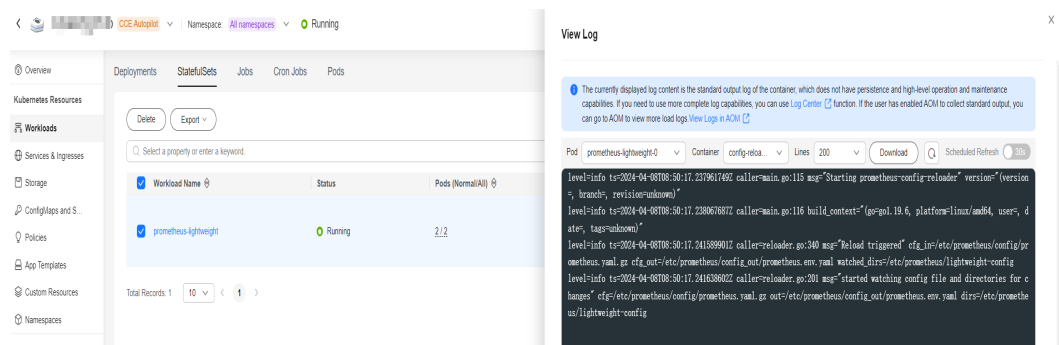 CCE Autopilot
Namespace: All namespaces
Running
Overview
Kubernetes Resources
Workloads
Services & Ingresses
Storage
ConfigMaps and S...
Policies
App Templates
Custom Resources
Namespaces
Deployments StatefulSets Jobs Cron Jobs Pods
Delete Export
Select a property or enter a keyword.
Workload Name Status Pods (Normal/All)
prometheus-lightweight Running 2 / 2
Total Records: 1 10 1
View Log
X
The currently displayed log content is the standard output log of the container, which does not have persistence and high-level operation and maintenance
capabilities. If you need to use more complete log capabilities, you can use Log Center function. If the user has enabled AOM to collect standard output, you
can go to AOM to view more load logs.View Logs in AOM
Pod prometheus-lightweight-0 Container config-reloa... Lines 200 Download Scheduled Refresh 30s
level=info ts=2024-04-08T08:50:17.237961749Z caller=main.go:115 msg="Starting prometheus-config-reloader" version="(version
=, branch=, revision=unknown)"
level=info ts=2024-04-08T08:50:17.238067687Z caller=main.go:116 build_context="(go=go1.19.6, platform=linux/amd64, user=, d
ate=, tags=unknown)"
level=info ts=2024-04-08T08:50:17.241589901Z caller=reloader.go:340 msg="Reload triggered" cfg_in=/etc/prometheus/config/pr
ometheus.yaml.gz cfg_out=/etc/prometheus/config_out/prometheus.env.yaml watched_dirs=/etc/prometheus/lightweight-config
level=info ts=2024-04-08T08:50:17.241638602Z caller=reloader.go:201 msg="started watching config file and directories for c
hanges" cfg=/etc/prometheus/config/prometheus.yaml.gz out=/etc/prometheus/config_out/prometheus.env.yaml dirs=/etc/promethe
us/lightweight-config